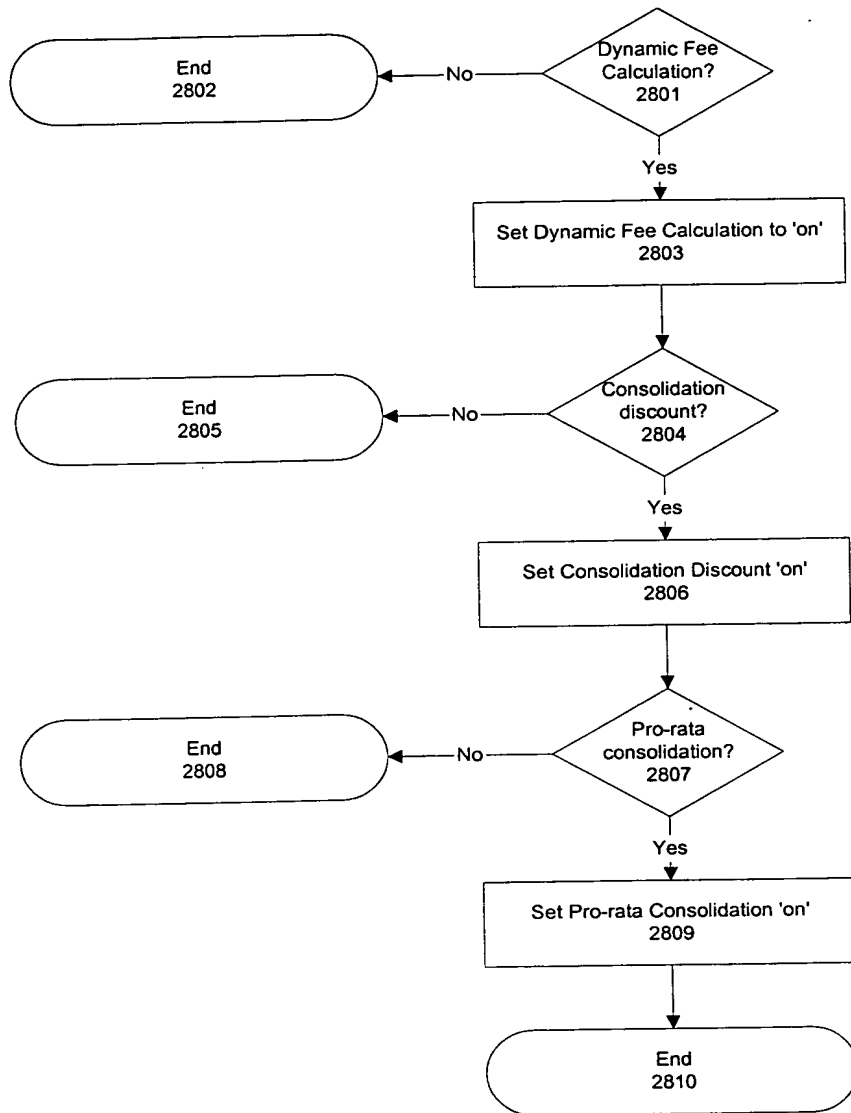 Dynamic Fee
Calculation?
2801
No
End
2802
Yes
Set Dynamic Fee Calculation to 'on'
2803
Consolidation
discount?
2804
No
End
2805
Yes
Set Consolidation Discount 'on'
2806
Pro-rata
consolidation?
2807
No
End
2808
Yes
Set Pro-rata Consolidation 'on'
2809
End
2810